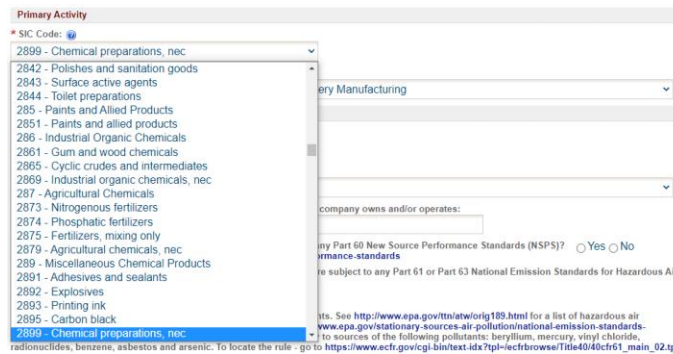 Primary Activity
* SIC Code:
2899 - Chemical preparations, nec
2842 - Polishes and sanitation goods
2843 - Surface active agents
2844 - Toilet preparations
285 - Paints and Allied Products
2851 - Paints and allied products
286 - Industrial Organic Chemicals
2861 - Gum and wood chemicals
2865 - Cyclic crudes and intermediates
2869 - Industrial organic chemicals, nec
287 - Agricultural Chemicals
2873 - Nitrogenous fertilizers
2874 - Phosphatic fertilizers
2875 - Fertilizers, mixing only
2879 - Agricultural chemicals, nec
289 - Miscellaneous Chemical Products
2891 - Adhesives and sealants
2892 - Explosives
2893 - Printing ink
2895 - Carbon black
2899 - Chemical preparations, nec
ery Manufacturing
company owns and/or operates:
any Part 60 New Source Performance Standards (NSPS)? Yes No
ormance-standards
re subject to any Part 61 or Part 63 National Emission Standards for Hazardous Ai
nts. See http://www.epa.gov/ttn/atw/orig189.html for a list of hazardous air
www.epa.gov/stationary-sources-air-pollution/national-emission-standards-
to sources of the following pollutants: beryllium, mercury, vinyl chloride,
radionuclides, benzene, asbestos and arsenic. To locate the rule - go to https://www.ecfr.gov/cgi-bin/text-idx?tpl=/ecfrbrowse/Title40/40cfr61_main_02.tp